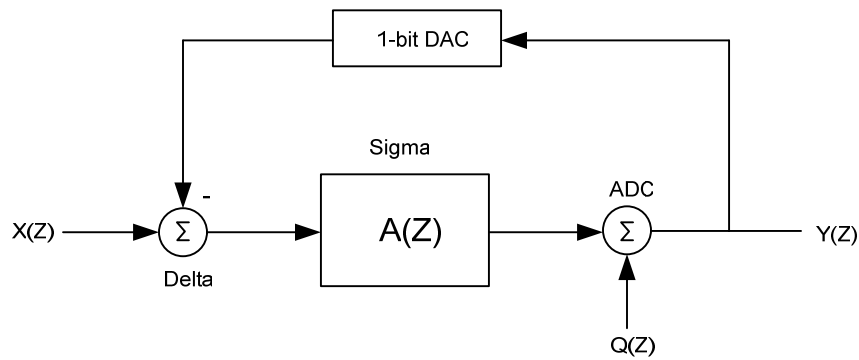 1-bit DAC
Sigma
ADC
-
X(Z)
Σ
A(Z)
Σ
Y(Z)
Delta
Q(Z)